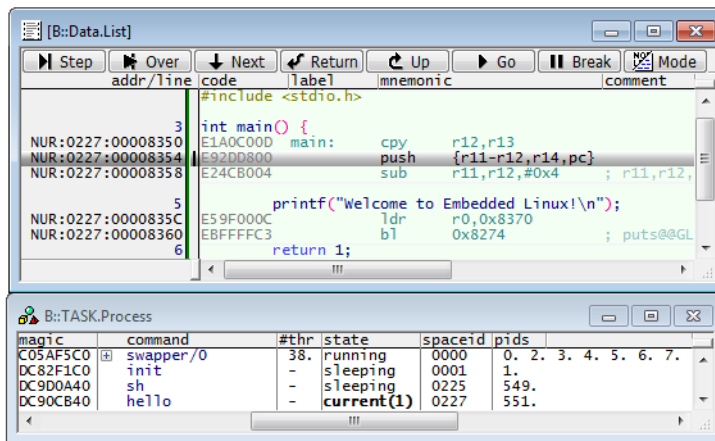 [B::Data.List]
Step Over Next Return Up Go Break Mode
addr/line code label mnemonic comment
#include <stdio.h>
3 int main() {
NUR:0227:00008350 E1A0C00D main: cpy r12,r13
NUR:0227:00008354 E92DD800 push {r11-r12,r14,pc}
NUR:0227:00008358 E24CB004 sub r11,r12,#0x4 ; r11,r12,
5 printf("Welcome to Embedded Linux!\n");
NUR:0227:0000835C E59F000C ldr r0,0x8370
NUR:0227:00008360 EBFFFFC3 bl 0x8274 ; puts@@GL
6 return 1;
B::TASK.Process
magic command #thr state spaceid pids
C05AF5C0 swapper/0 38. running 0000 0. 2. 3. 4. 5. 6. 7.
DC82F1C0 init - sleeping 0001 1.
DC9D0A40 sh - sleeping 0225 549.
DC90CB40 hello - current(1) 0227 551.